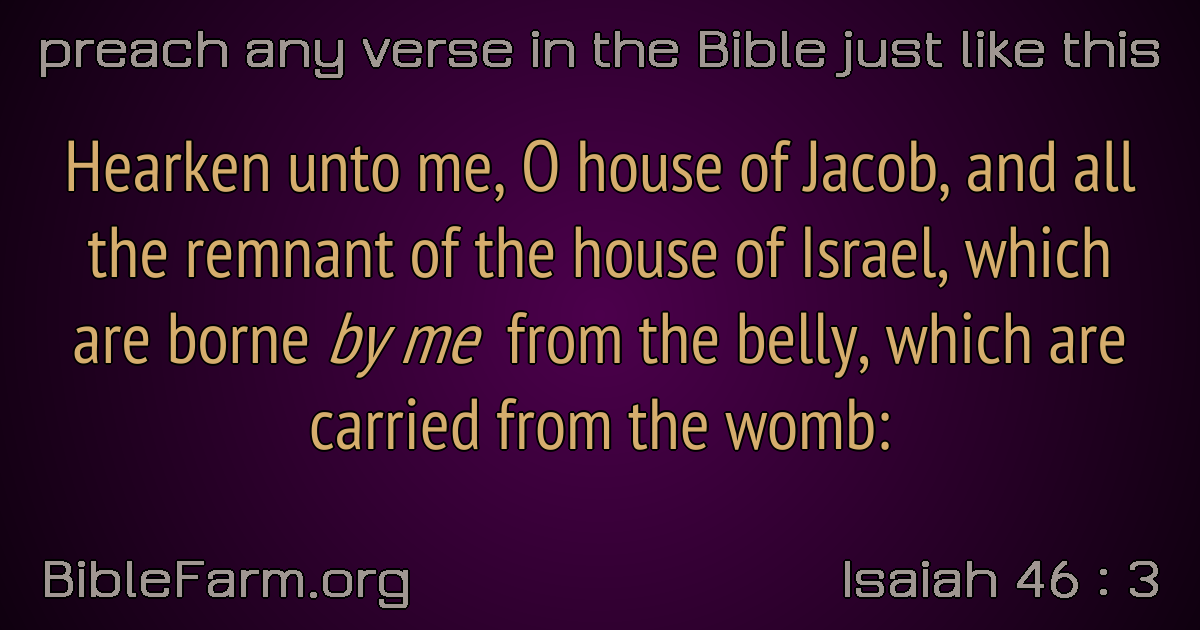 preach any verse in the Bible just like this
Hearken unto me, O house of Jacob, and all
the remnant of the house of Israel, which
are borne by me from the belly, which are
carried from the womb:
BibleFarm.org
Isaiah 46 : 3